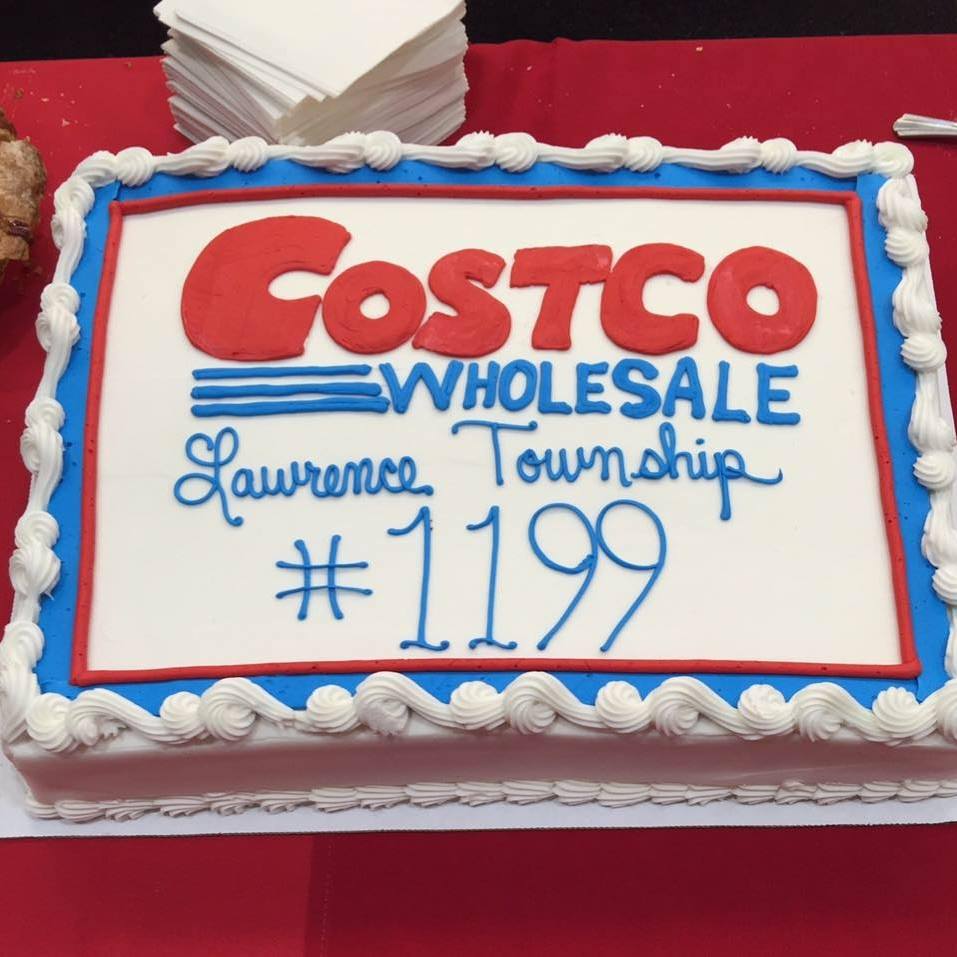 COSTCO
WHOLESALE
Lawrence Township
#1199